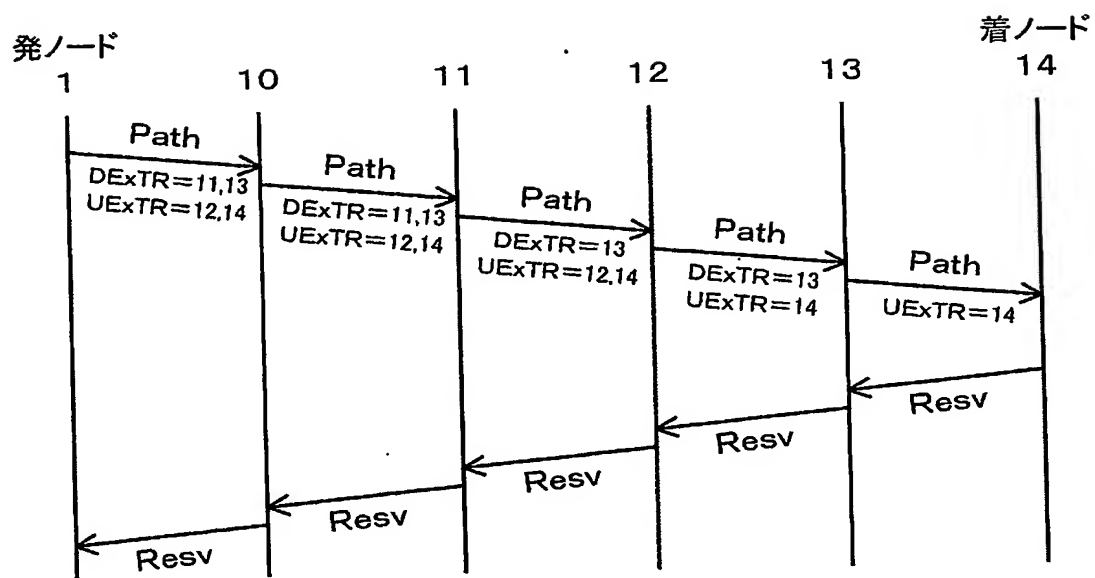 発ノード
着ノード
1
10
11
12
13
14
Path
DExTR=11,13
UExTR=12,14
Path
DExTR=11,13
UExTR=12,14
Path
DExTR=13
UExTR=12,14
Path
DExTR=13
UExTR=14
Path
UExTR=14
Resv
Resv
Resv
Resv
Resv